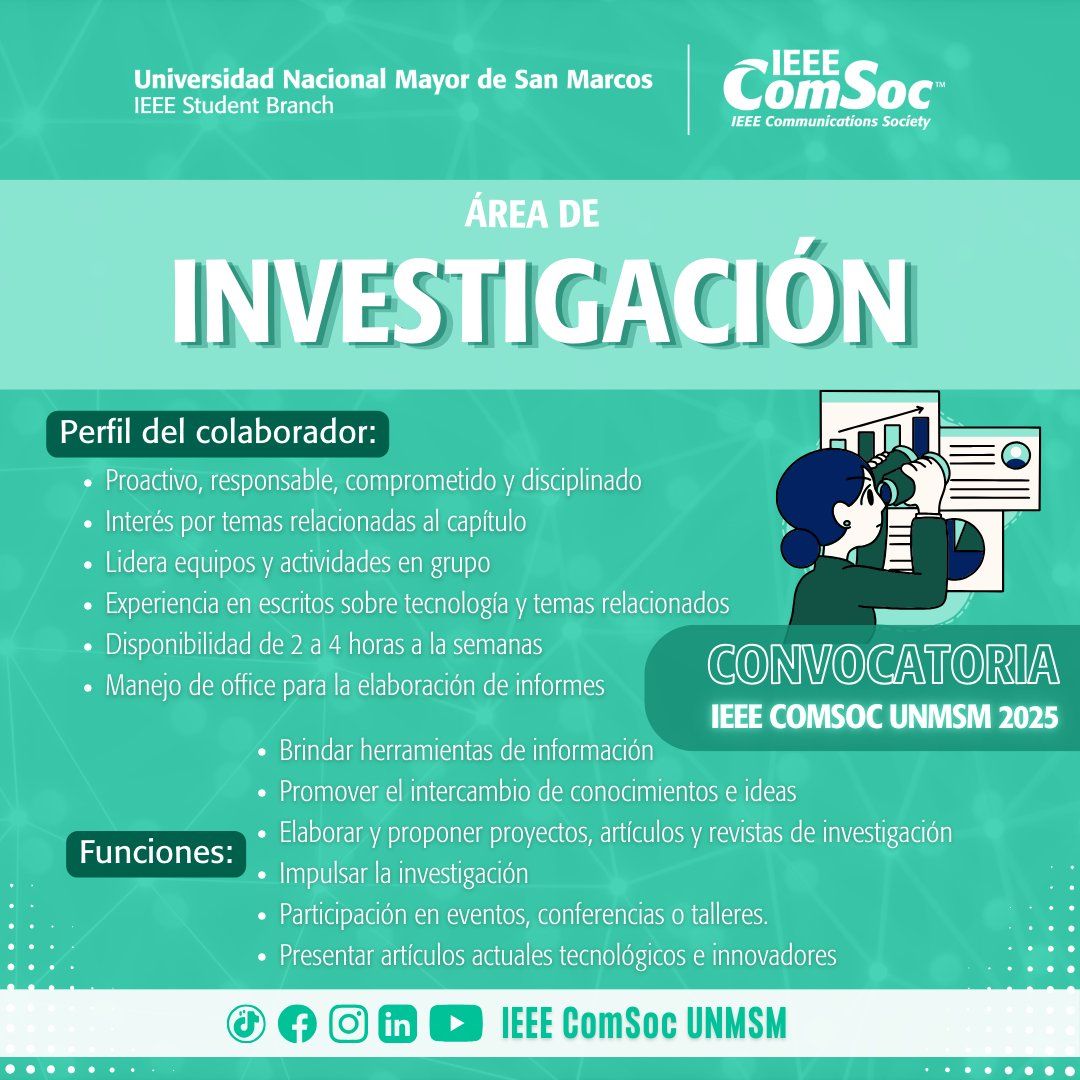 Universidad Nacional Mayor de San Marcos
IEEE Student Branch
IEEE
ComSoc™
IEEE Communications Society
ÁREA DE
INVESTIGACIÓN
Perfil del colaborador:
• Proactivo, responsable, comprometido y disciplinado
• Interés por temas relacionadas al capítulo
• Lidera equipos y actividades en grupo
• Experiencia en escritos sobre tecnología y temas relacionados
• Disponibilidad de 2 a 4 horas a la semanas
• Manejo de office para la elaboración de informes
CONVOCATORIA
IEEE COMSOC UNMSM 2025
Funciones:
• Brindar herramientas de información
• Promover el intercambio de conocimientos e ideas
• Elaborar y proponer proyectos, artículos y revistas de investigación
• Impulsar la investigación
• Participación en eventos, conferencias o talleres.
• Presentar artículos actuales tecnológicos e innovadores
IEEE ComSoc UNMSM